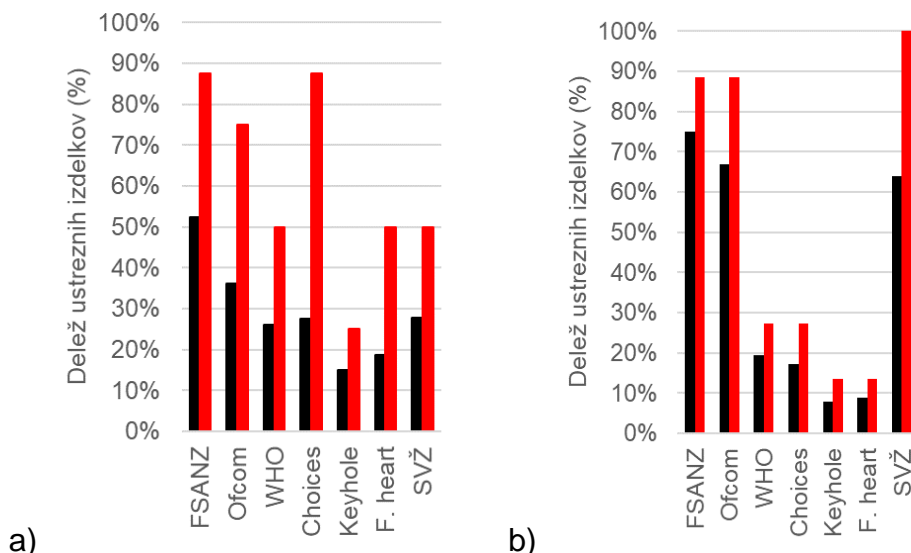 100%
90%
80%
70%
60%
50%
40%
30%
20%
10%
0%
Delež ustreznih izdelkov (%)
FSANZ
Ofcom
WHO
Choices
Keyhole
F. heart
SVŽ
a)
100%
90%
80%
70%
60%
50%
40%
30%
20%
10%
0%
Delež ustreznih izdelkov (%)
FSANZ
Ofcom
WHO
Choices
Keyhole
F. heart
SVŽ
b)